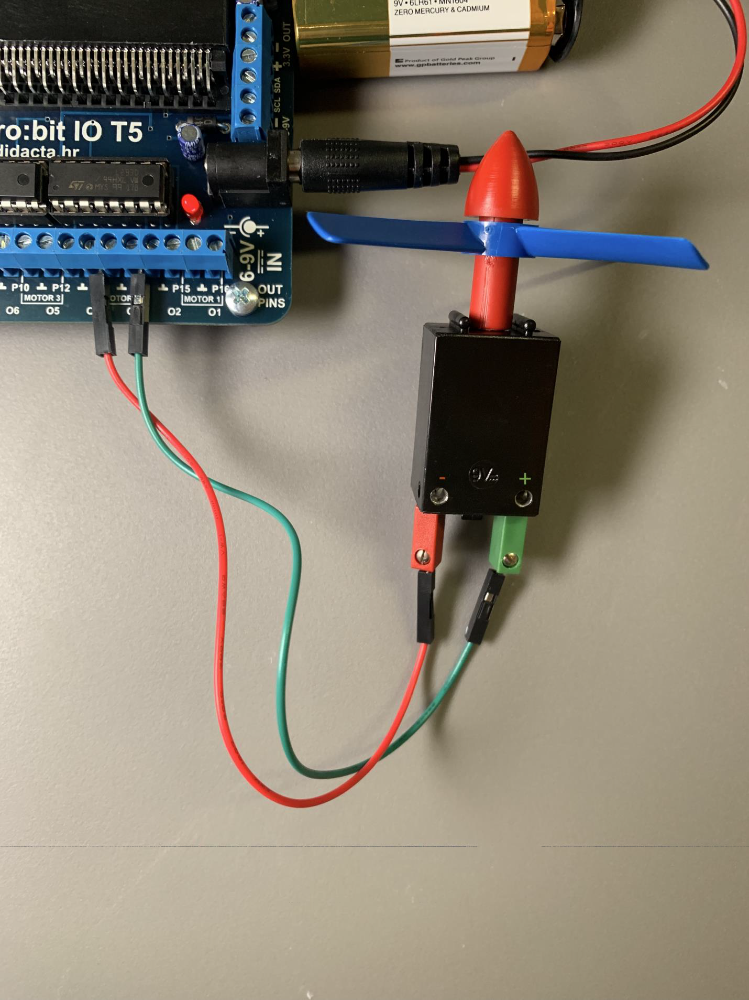 9V • 6LR61 • MN1604
ZERO MERCURY & CADMIUM
Product of Gold Peak Group
www.gpbatteries.com
3.3V OUT
- +
SCL SDA
-
9V
ro:bit IO T5
didacta.hr
L293D
99HXL VW
MYS 99 178
- +
6-9V
IN
P10 P12 P15 P16
MOTOR 3 OTOR MOTOR 1
O6 O5 O2 O1
OUT
PINS
- 9V +